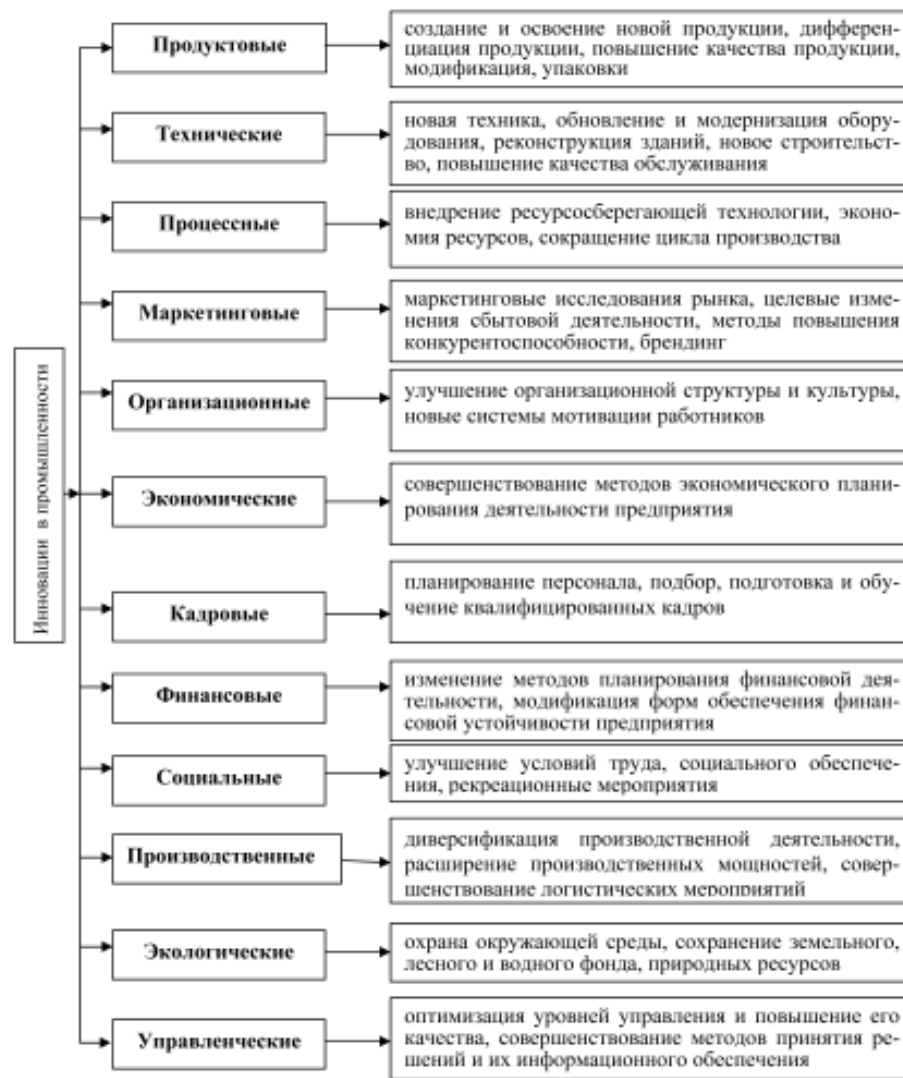 Инновации в промышленности
Продуктовые
создание и освоение новой продукции, дифферен-
циация продукции, повышение качества продукции,
модификация, упаковки
Технические
новая техника, обновление и модернизация обору-
дования, реконструкция зданий, новое строительст-
во, повышение качества обслуживания
Процессные
внедрение ресурсосберегающей технологии, эконо-
мия ресурсов, сокращение цикла производства
Маркетинговые
маркетинговые исследования рынка, целевые изме-
нения сбытовой деятельности, методы повышения
конкурентоспособности, брендинг
Организационные
улучшение организационной структуры и культуры,
новые системы мотивации работников
Экономические
совершенствование методов экономического плани-
рования деятельности предприятия
Кадровые
планирование персонала, подбор, подготовка и обу-
чение квалифицированных кадров
Финансовые
изменение методов планирования финансовой дея-
тельности, модификация форм обеспечения финан-
совой устойчивости предприятия
Социальные
улучшение условий труда, социального обеспече-
ния, рекреационные мероприятия
Производственные
диверсификация производственной деятельности,
расширение производственных мощностей, совер-
шенствование логистических мероприятий
Экологические
охрана окружающей среды, сохранение земельного,
лесного и водного фонда, природных ресурсов
Управленческие
оптимизация уровней управления и повышение его
качества, совершенствование методов принятия ре-
шений и их информационного обеспечения